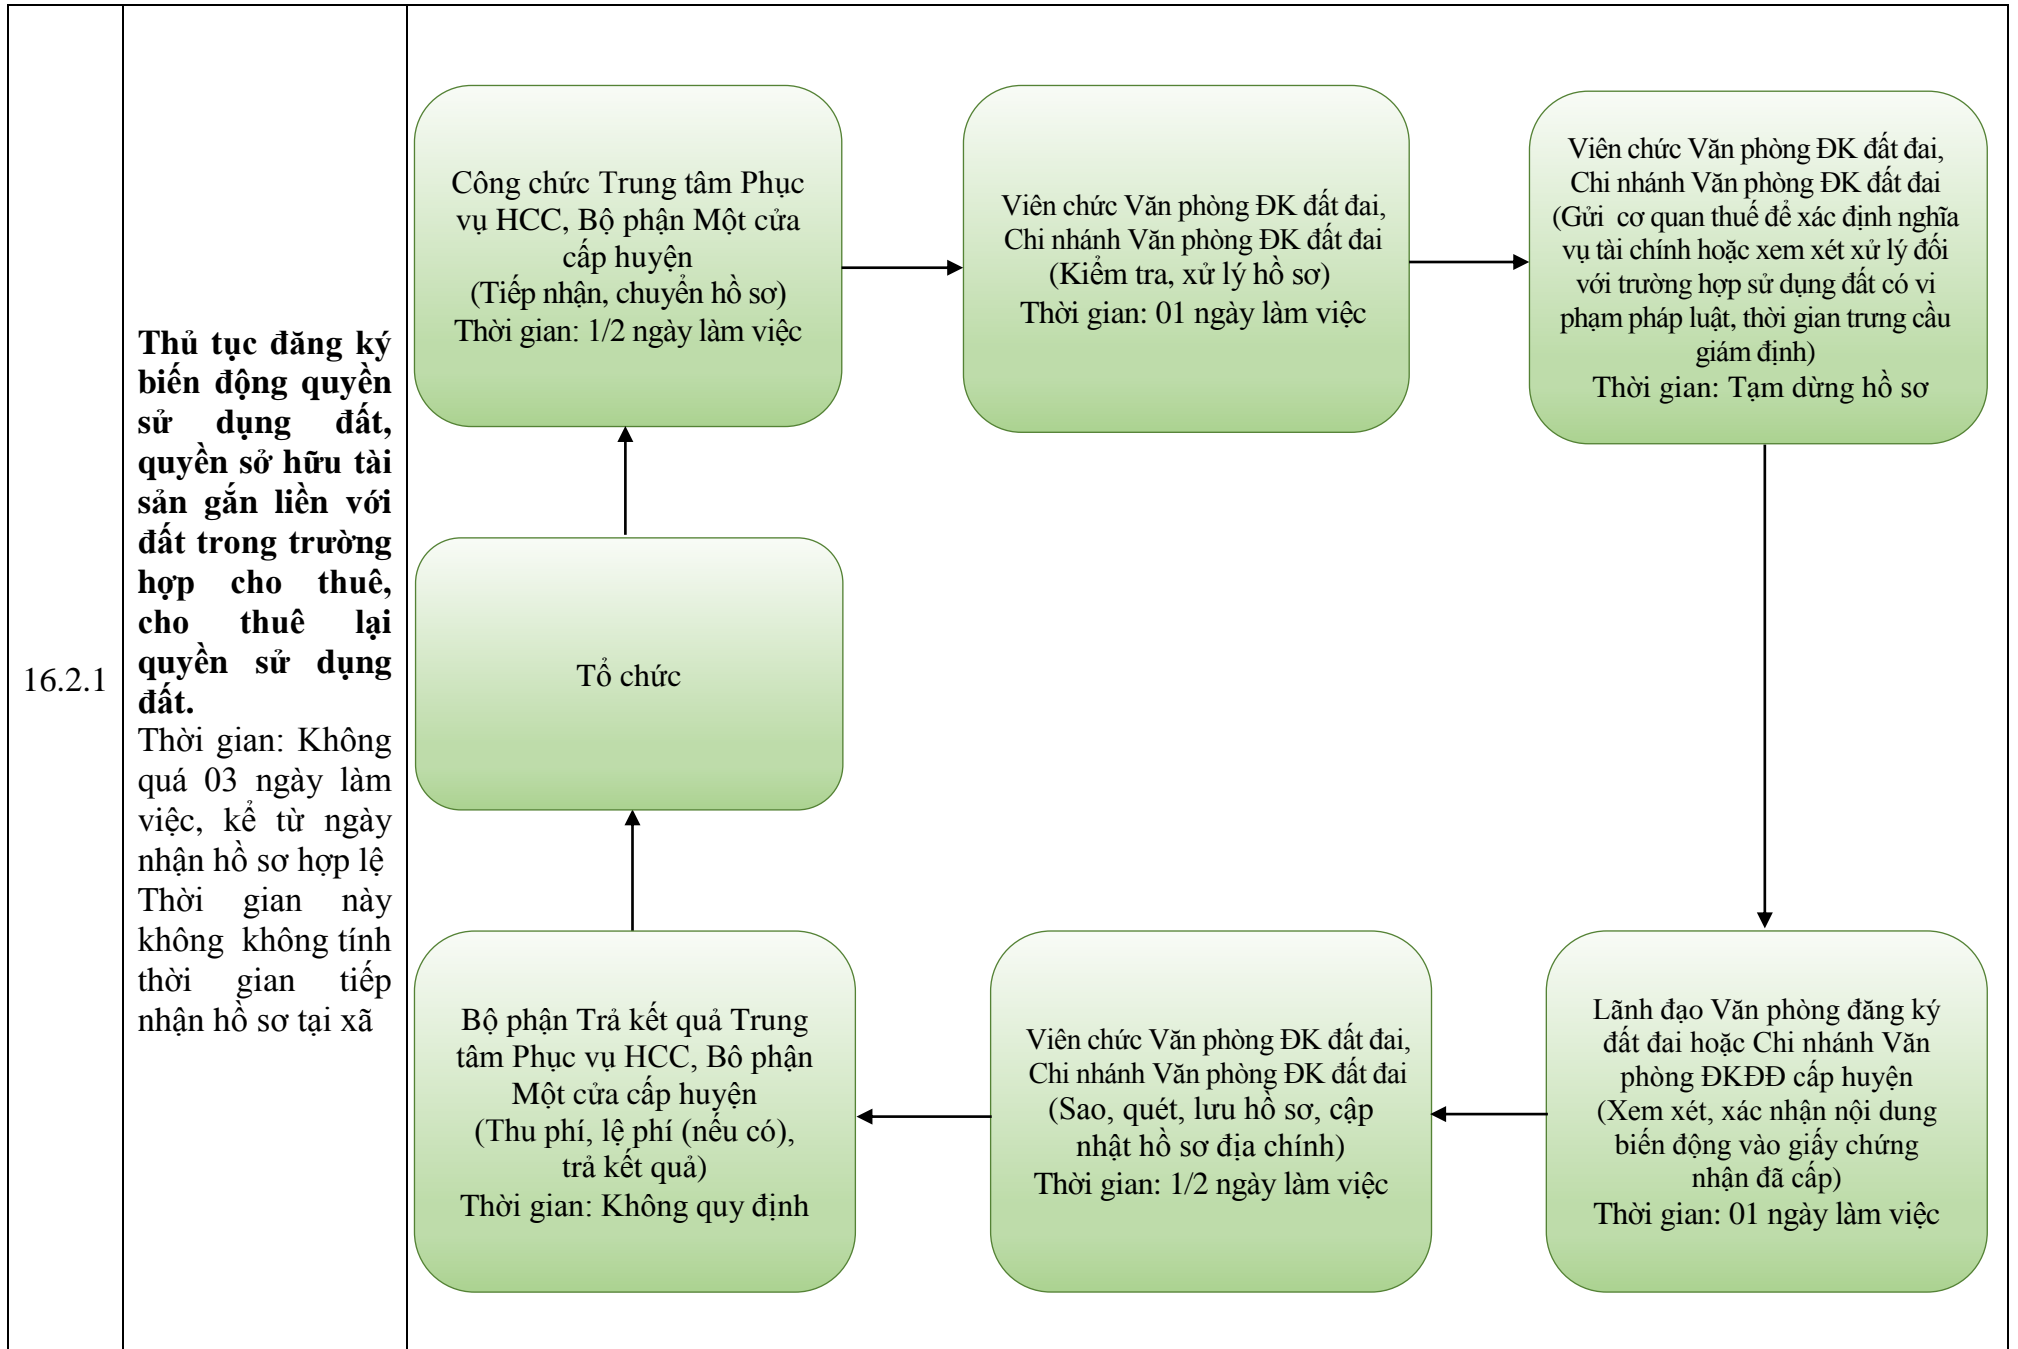 16.2.1
Thủ tục đăng ký
biến động quyền
sử dụng đất,
quyền sở hữu tài
sản gắn liền với
đất trong trường
hợp cho thuê,
cho thuê lại
quyền sử dụng
đất.
Thời gian: Không
quá 03 ngày làm
việc, kể từ ngày
nhận hồ sơ hợp lệ
Thời gian này
không không tính
thời gian tiếp
nhận hồ sơ tại xã
Công chức Trung tâm Phục
vụ HCC, Bộ phận Một cửa
cấp huyện
(Tiếp nhận, chuyển hồ sơ)
Thời gian: 1/2 ngày làm việc
Viên chức Văn phòng ĐK đất đai,
Chi nhánh Văn phòng ĐK đất đai
(Kiểm tra, xử lý hồ sơ)
Thời gian: 01 ngày làm việc
Viên chức Văn phòng ĐK đất đai,
Chi nhánh Văn phòng ĐK đất đai
(Gửi cơ quan thuế để xác định nghĩa
vụ tài chính hoặc xem xét xử lý đối
với trường hợp sử dụng đất có vi
phạm pháp luật, thời gian trưng cầu
giám định)
Thời gian: Tạm dừng hồ sơ
Tổ chức
Bộ phận Trả kết quả Trung
tâm Phục vụ HCC, Bô phận
Một cửa cấp huyện
(Thu phí, lệ phí (nếu có),
trả kết quả)
Thời gian: Không quy định
Viên chức Văn phòng ĐK đất đai,
Chi nhánh Văn phòng ĐK đất đai
(Sao, quét, lưu hồ sơ, cập
nhật hồ sơ địa chính)
Thời gian: 1/2 ngày làm việc
Lãnh đạo Văn phòng đăng ký
đất đai hoặc Chi nhánh Văn
phòng ĐKĐĐ cấp huyện
(Xem xét, xác nhận nội dung
biến động vào giấy chứng
nhận đã cấp)
Thời gian: 01 ngày làm việc